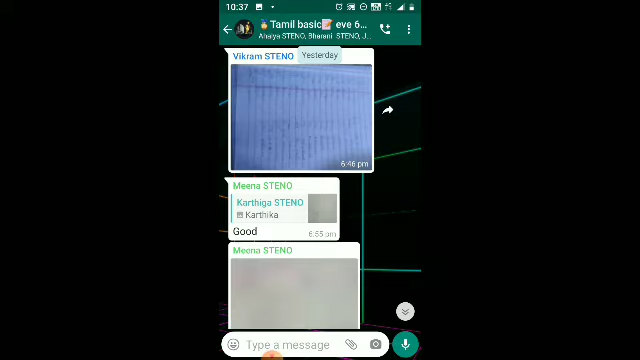 10:37
🏅Tamil basic📝 eve 6...
Ahalya STENO, Bharani STENO, J...
Yesterday
Vikram STENO
6:46 pm
Meena STENO
Karthiga STENO
Karthika
Good
6:55 pm
Meena STENO
Type a message